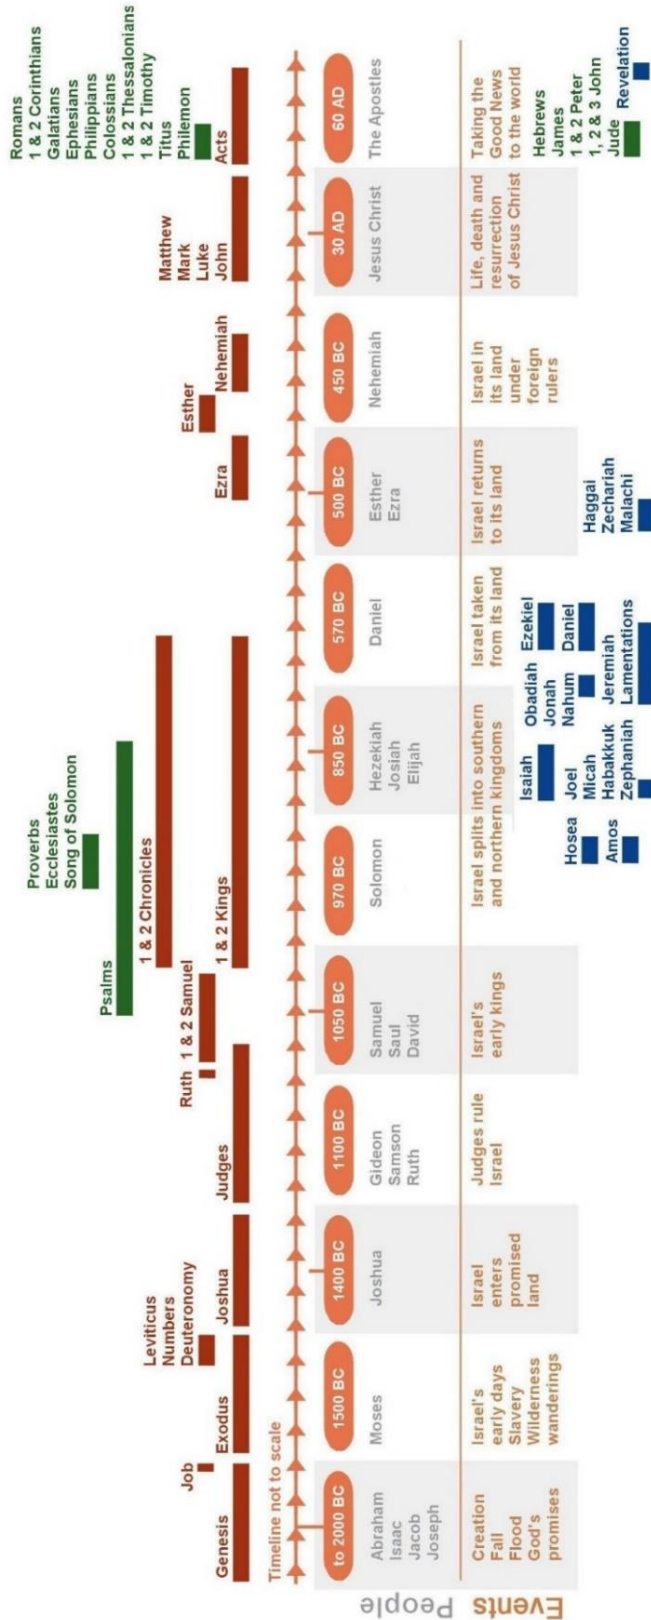 Romans
1 & 2 Corinthians
Galatians
Ephesians
Philippians
Colossians
1 & 2 Thessalonians
1 & 2 Timothy
Titus
Philemon
Proverbs
Ecclesiastes
Song of Solomon
Psalms
1 & 2 Chronicles
Matthew
Mark
Luke
John
Leviticus
Numbers
Deuteronomy
Job
Ruth
1 & 2 Samuel
Esther
Genesis
Exodus
Joshua
Judges
1 & 2 Kings
Ezra
Nehemiah
Acts
Timeline not to scale
to 2000 BC
1500 BC
1400 BC
1100 BC
1050 BC
970 BC
850 BC
570 BC
500 BC
450 BC
30 AD
60 AD
People
Abraham
Isaac
Jacob
Joseph
Moses
Joshua
Gideon
Samson
Ruth
Samuel
Saul
David
Solomon
Hezekiah
Josiah
Elijah
Daniel
Esther
Ezra
Nehemiah
Jesus Christ
The Apostles
Events
Creation
Fall
Flood
God's
promises
Israel's
early days
Slavery
Wilderness
wanderings
Israel
enters
promised
land
Judges rule
Israel
Israel's
early kings
Israel splits into southern
and northern kingdoms
Israel taken
from its land
Israel returns
to its land
Israel in
its land
under
foreign
rulers
Life, death and
resurrection
of Jesus Christ
Taking the
Good News
to the world
Hosea
Amos
Isaiah
Joel
Micah
Habakkuk
Zephaniah
Obadiah
Jonah
Nahum
Jeremiah
Lamentations
Ezekiel
Daniel
Haggai
Zechariah
Malachi
Hebrews
James
1 & 2 Peter
1, 2 & 3 John
Jude
Revelation